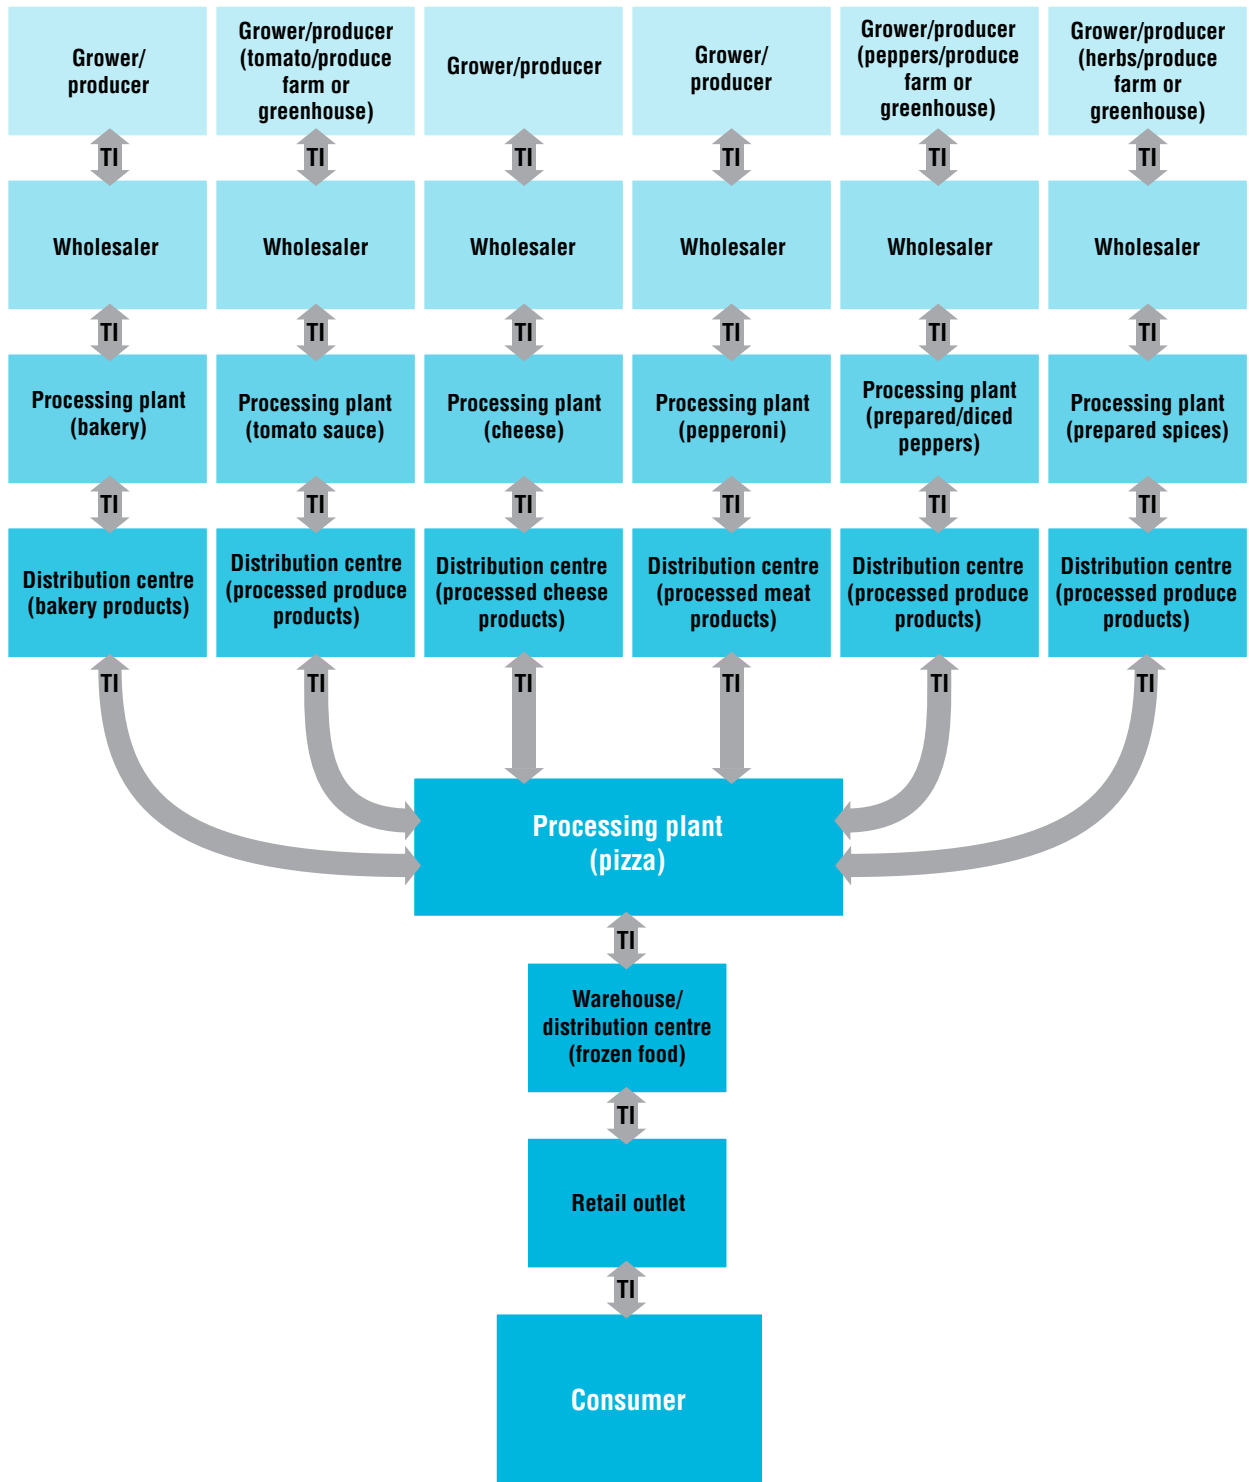 Grower/
producer
Grower/producer
(tomato/produce
farm or
greenhouse)
Grower/producer
Grower/
producer
Grower/producer
(peppers/produce
farm or
greenhouse)
Grower/producer
(herbs/produce
farm or
greenhouse)
TI
TI
TI
TI
TI
TI
Wholesaler
Wholesaler
Wholesaler
Wholesaler
Wholesaler
Wholesaler
TI
TI
TI
TI
TI
TI
Processing plant
(bakery)
Processing plant
(tomato sauce)
Processing plant
(cheese)
Processing plant
(pepperoni)
Processing plant
(prepared/diced
peppers)
Processing plant
(prepared spices)
TI
TI
TI
TI
TI
TI
Distribution centre
(bakery products)
Distribution centre
(processed produce
products)
Distribution centre
(processed cheese
products)
Distribution centre
(processed meat
products)
Distribution centre
(processed produce
products)
Distribution centre
(processed produce
products)
TI
TI
TI
TI
TI
TI
Processing plant
(pizza)
TI
Warehouse/
distribution centre
(frozen food)
TI
Retail outlet
TI
Consumer